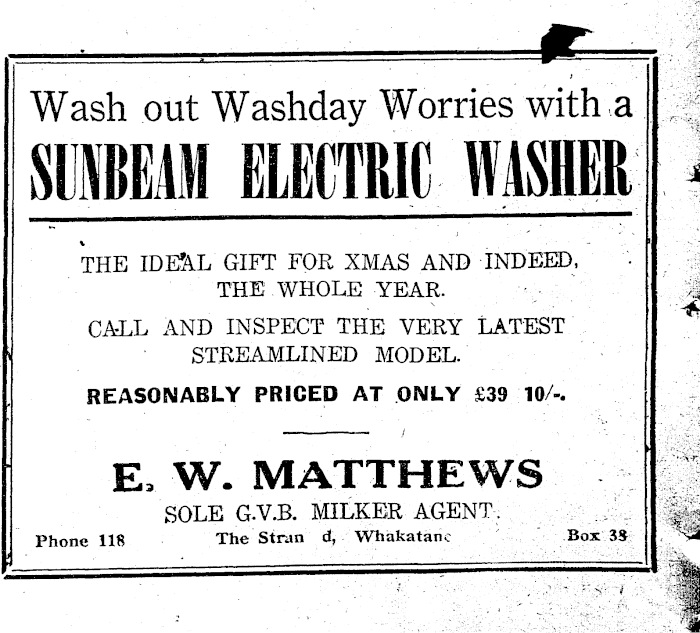 Wash out Washday Worries with a
SUNBEAM ELECTRIC WASHER
THE IDEAL GIFT FOR XMAS AND INDEED,
THE WHOLE YEAR.
CALL AND INSPECT THE VERY LATEST
STREAMLINED MODEL.
REASONABLY PRICED AT ONLY £39 10/-.
E. W. MATTHEWS
SOLE G.V.B. MILKER AGENT.
Phone 118 The Stran d, Whakatane Box 38